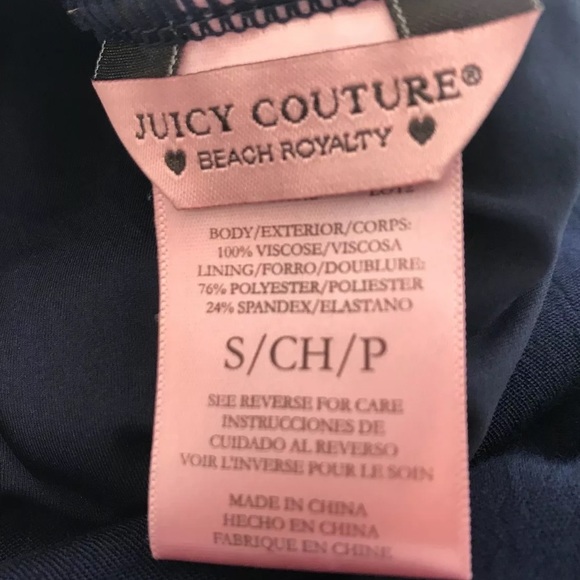 JUICY COUTURE®
BEACH ROYALTY
BODY/EXTERIOR/CORPS:
100% VISCOSE/VISCOSA
LINING/FORRO/DOUBLURE:
76% POLYESTER/POLIESTER
24% SPANDEX/ELASTANO
S/CH/P
SEE REVERSE FOR CARE
INSTRUCCIONES DE
CUIDADO AL REVERSO
VOIR L'INVERSE POUR LE SOIN
MADE IN CHINA
HECHO EN CHINA
FABRIQUE EN CHINE